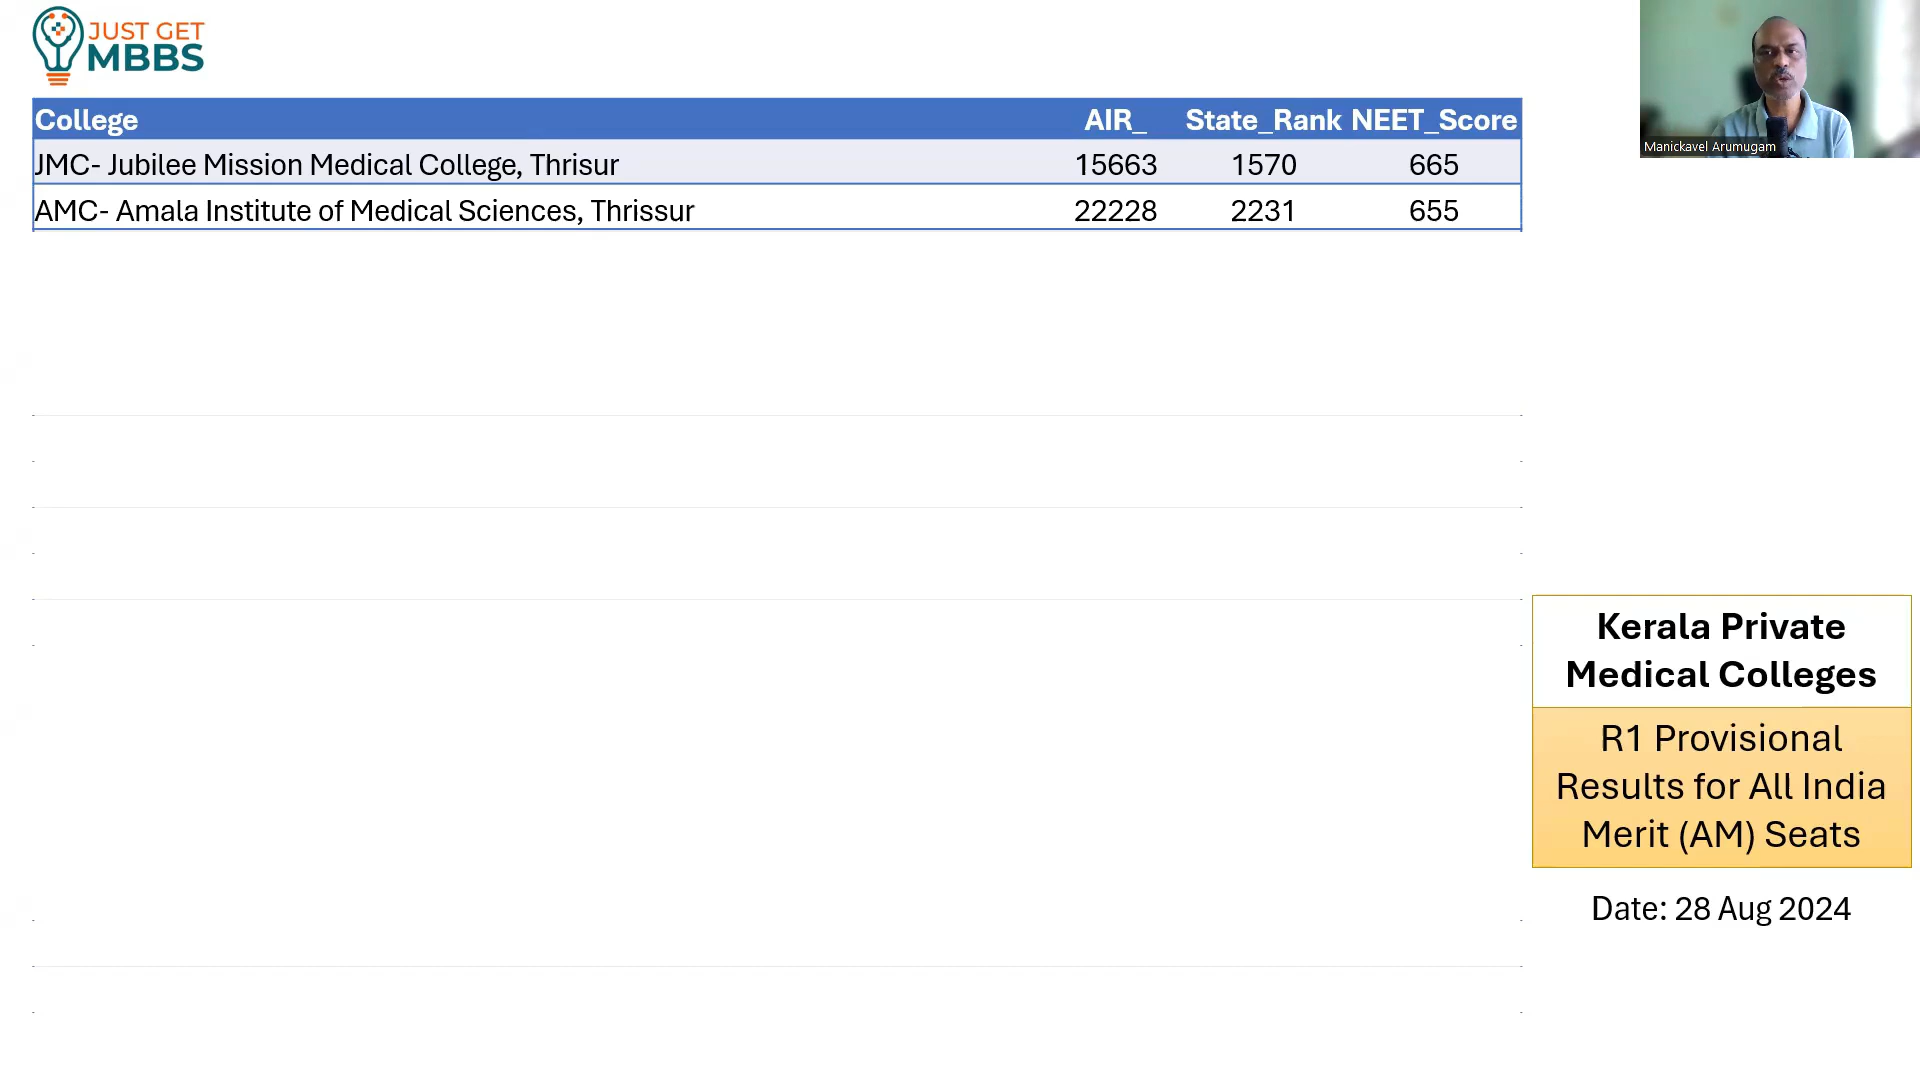 JUST GET
MBBS
Manickavel Arumugam
College AIR_ State_Rank NEET_Score
JMC- Jubilee Mission Medical College, Thrisur 15663 1570 665
AMC- Amala Institute of Medical Sciences, Thrissur 22228 2231 655
Kerala Private
Medical Colleges
R1 Provisional
Results for All India
Merit (AM) Seats
Date: 28 Aug 2024